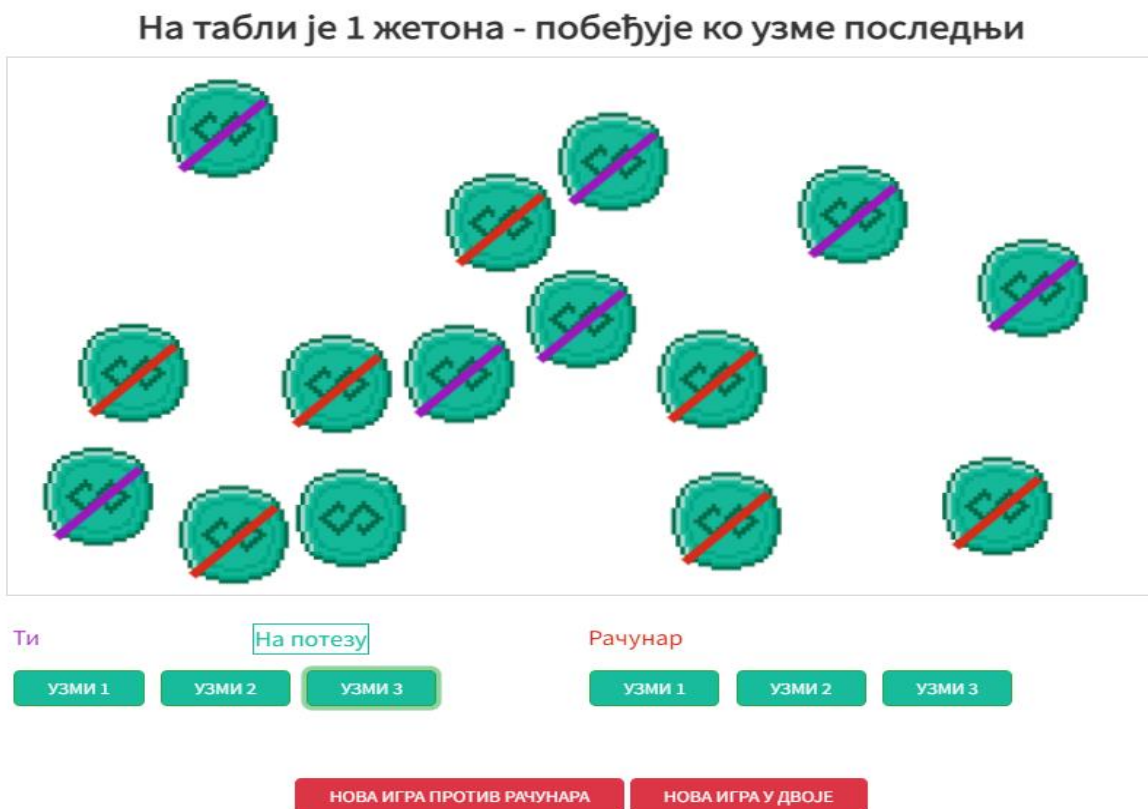 На табли је 1 жетона - побеђује ко узме последњи
Ти На потезу Рачунар
УЗМИ 1 УЗМИ 2 УЗМИ 3 УЗМИ 1 УЗМИ 2 УЗМИ 3
НОВА ИГРА ПРОТИВ РАЧУНАРА НОВА ИГРА У ДВОЈЕ